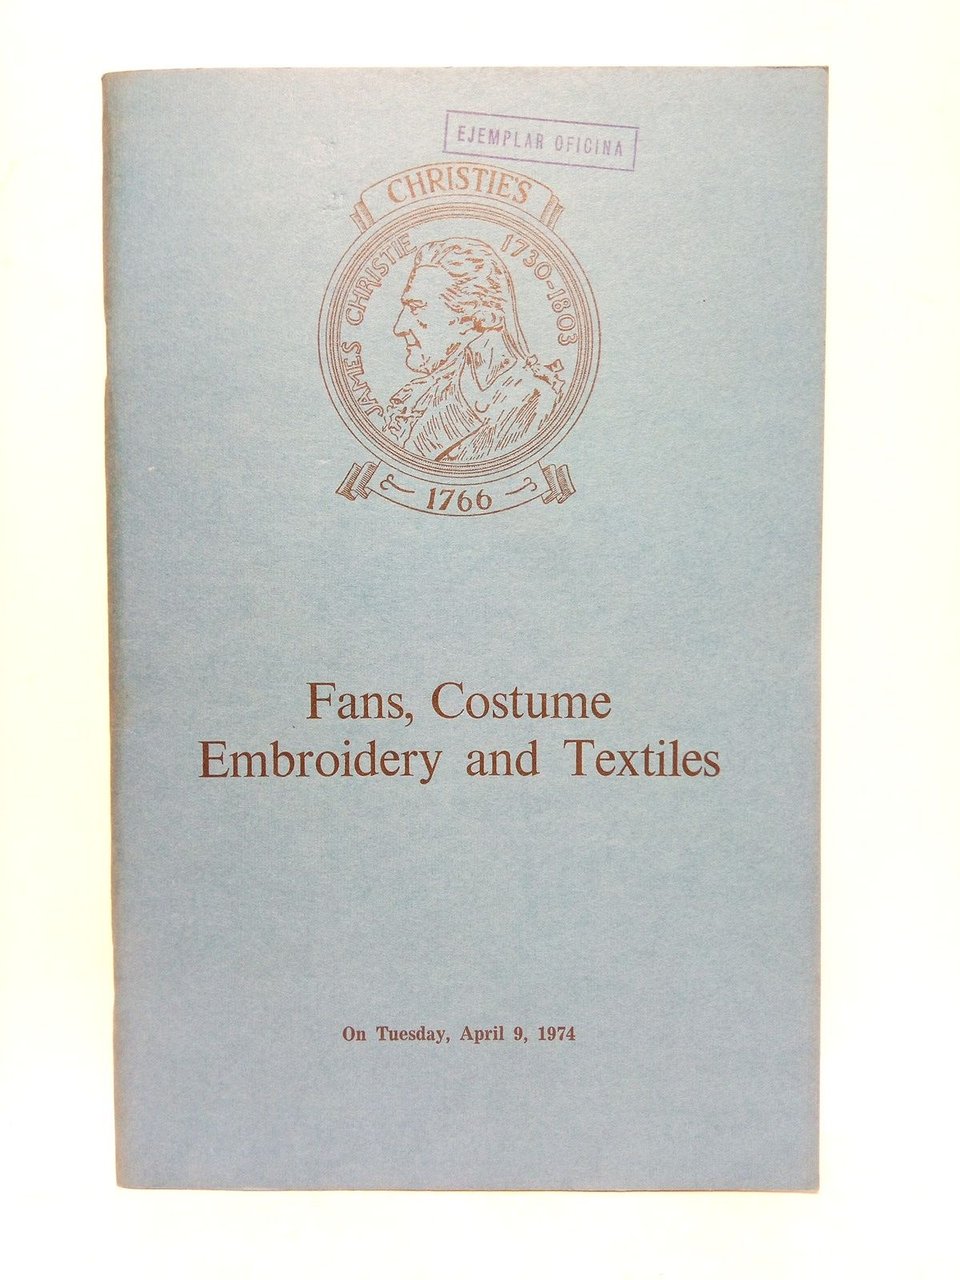 EJEMPLAR OFICINA
CHRISTIE'S
JAMES CHRISTIE 1730-1803
1766
Fans, Costume
Embroidery and Textiles
On Tuesday, April 9, 1974